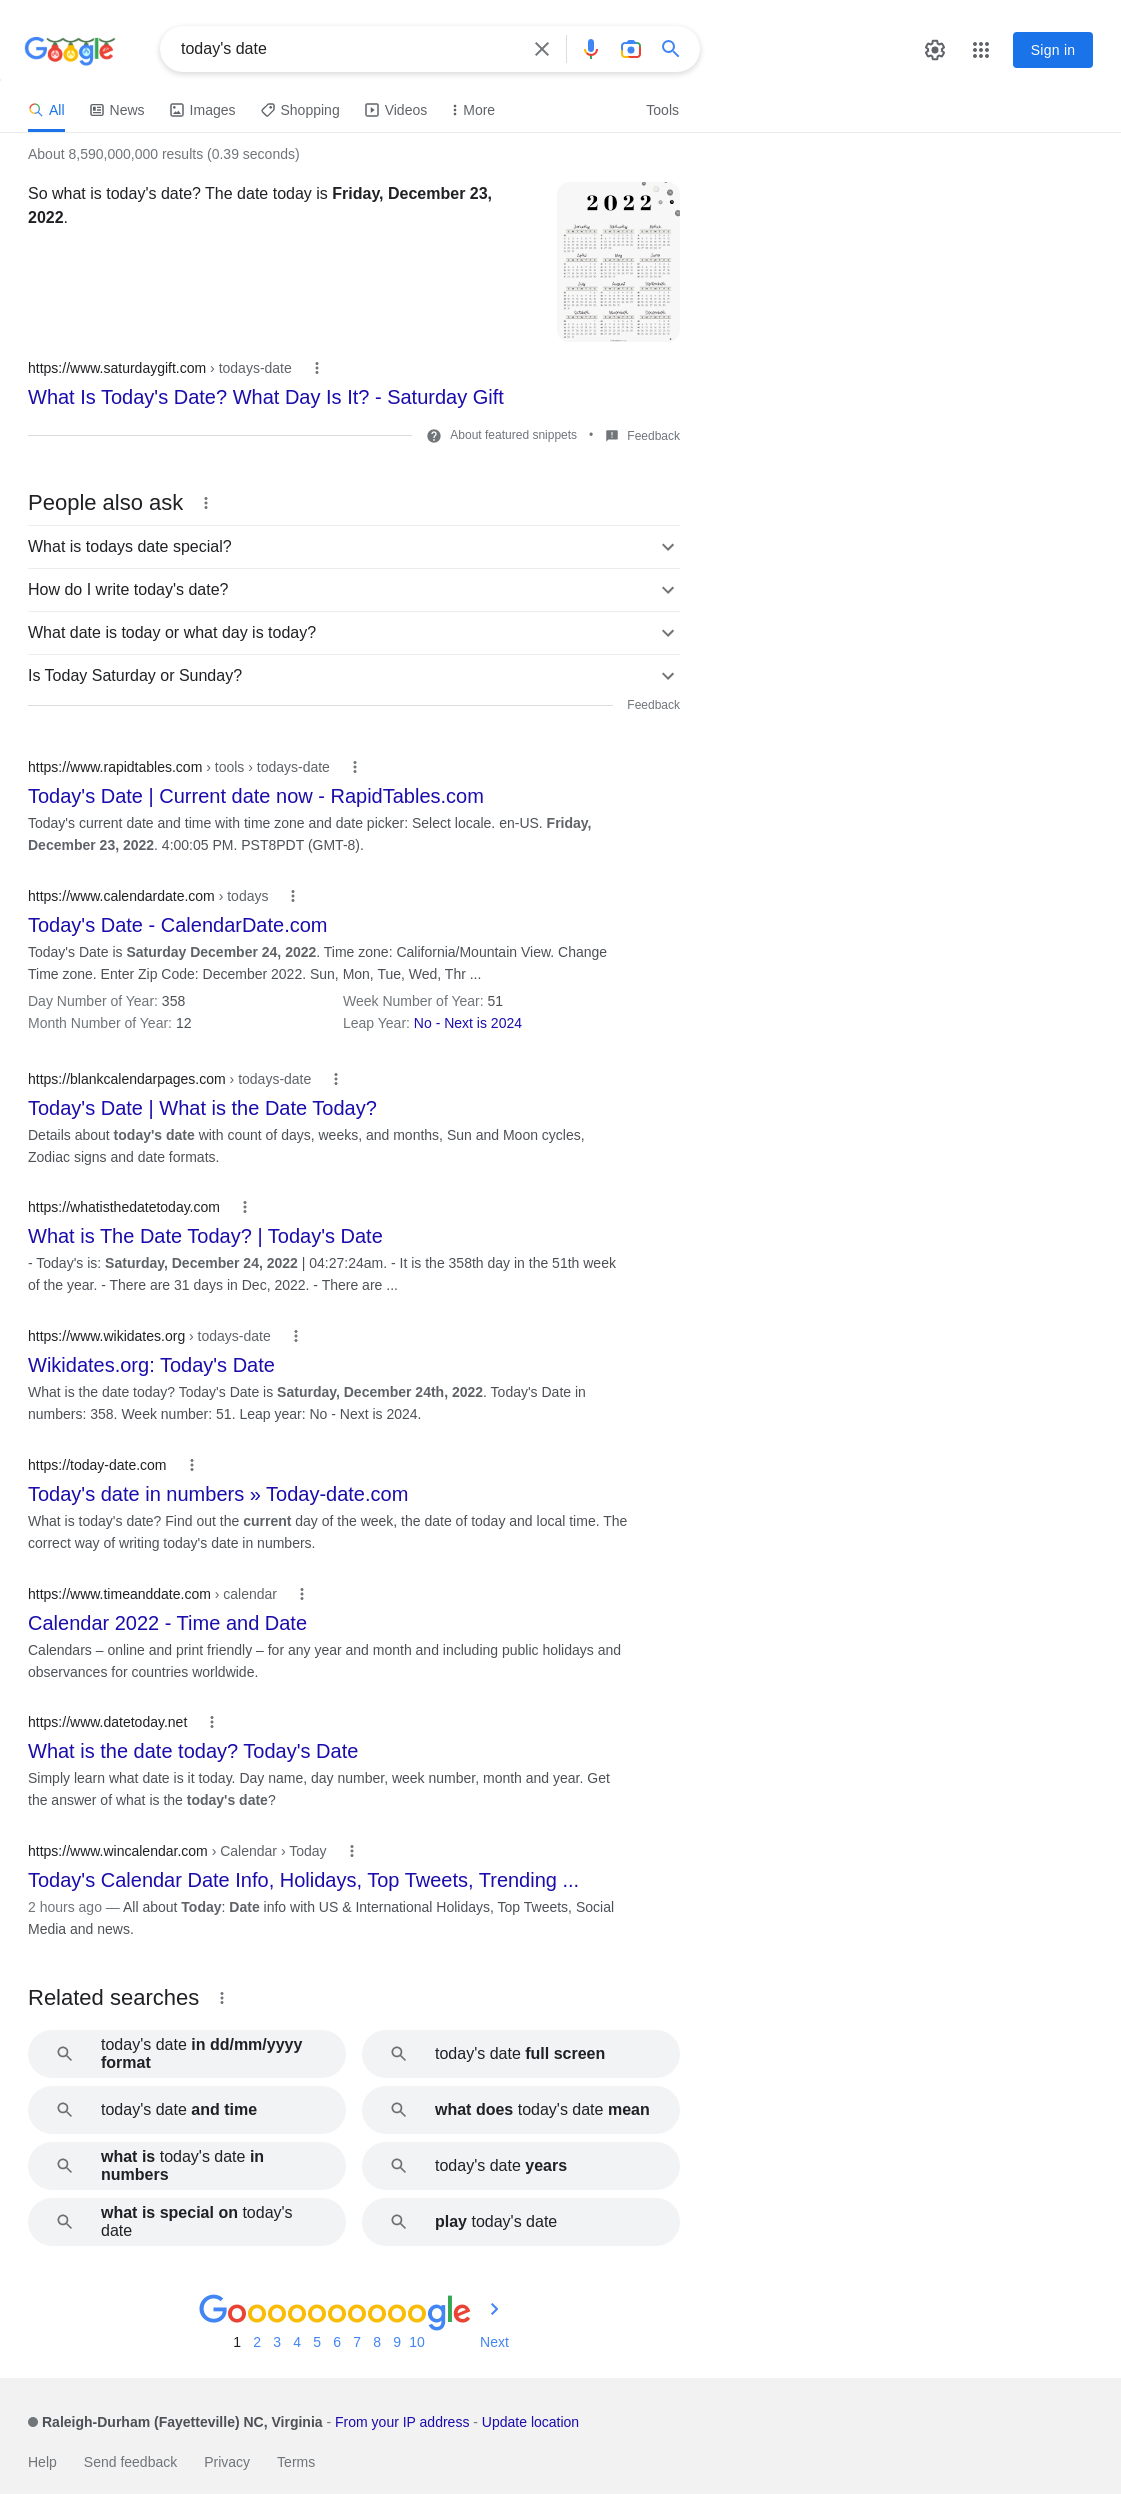 Google
today's date
Sign in
All
News
Images
Shopping
Videos
More
Tools
About 8,590,000,000 results (0.39 seconds)
So what is today's date? The date today is Friday, December 23,
2022.
2022
https://www.saturdaygift.com › todays-date
What Is Today's Date? What Day Is It? - Saturday Gift
About featured snippets • Feedback
People also ask
What is todays date special?
How do I write today's date?
What date is today or what day is today?
Is Today Saturday or Sunday?
Feedback
https://www.rapidtables.com › tools › todays-date
Today's Date | Current date now - RapidTables.com
Today's current date and time with time zone and date picker: Select locale. en-US. Friday,
December 23, 2022. 4:00:05 PM. PST8PDT (GMT-8).
https://www.calendardate.com › todays
Today's Date - CalendarDate.com
Today's Date is Saturday December 24, 2022. Time zone: California/Mountain View. Change
Time zone. Enter Zip Code: December 2022. Sun, Mon, Tue, Wed, Thr ...
Day Number of Year: 358
Week Number of Year: 51
Month Number of Year: 12
Leap Year: No - Next is 2024
https://blankcalendarpages.com › todays-date
Today's Date | What is the Date Today?
Details about today's date with count of days, weeks, and months, Sun and Moon cycles,
Zodiac signs and date formats.
https://whatisthedatetoday.com
What is The Date Today? | Today's Date
- Today's is: Saturday, December 24, 2022 | 04:27:24am. - It is the 358th day in the 51th week
of the year. - There are 31 days in Dec, 2022. - There are ...
https://www.wikidates.org › todays-date
Wikidates.org: Today's Date
What is the date today? Today's Date is Saturday, December 24th, 2022. Today's Date in
numbers: 358. Week number: 51. Leap year: No - Next is 2024.
https://today-date.com
Today's date in numbers » Today-date.com
What is today's date? Find out the current day of the week, the date of today and local time. The
correct way of writing today's date in numbers.
https://www.timeanddate.com › calendar
Calendar 2022 - Time and Date
Calendars – online and print friendly – for any year and month and including public holidays and
observances for countries worldwide.
https://www.datetoday.net
What is the date today? Today's Date
Simply learn what date is it today. Day name, day number, week number, month and year. Get
the answer of what is the today's date?
https://www.wincalendar.com › Calendar › Today
Today's Calendar Date Info, Holidays, Top Tweets, Trending ...
2 hours ago — All about Today: Date info with US & International Holidays, Top Tweets, Social
Media and news.
Related searches
today's date in dd/mm/yyyy
format
today's date full screen
today's date and time
what does today's date mean
what is today's date in
numbers
today's date years
what is special on today's
date
play today's date
Goooooooooogle
1 2 3 4 5 6 7 8 9 10 Next
Raleigh-Durham (Fayetteville) NC, Virginia - From your IP address - Update location
Help Send feedback Privacy Terms